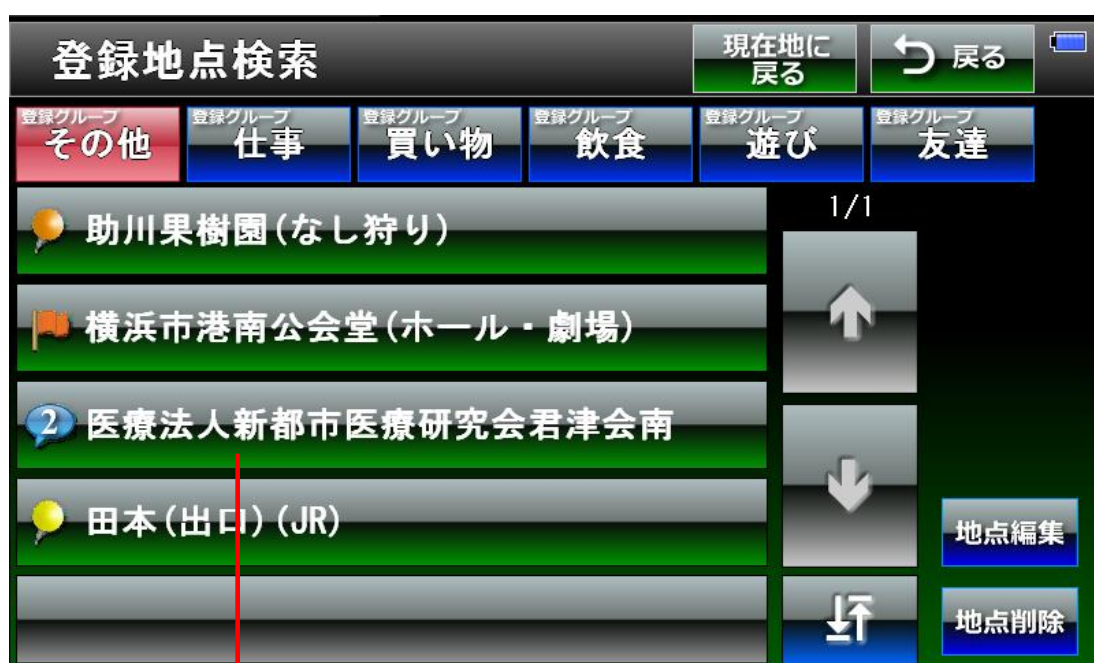 登録地点検索
現在地に
戻る
戻る
登録グループ
その他
登録グループ
仕事
登録グループ
買い物
登録グループ
飲食
登録グループ
遊び
登録グループ
友達
1/1
助川果樹園(なし狩り)
横浜市港南公会堂(ホール・劇場)
2 医療法人新都市医療研究会君津会南
田本(出口)(JR)
地点編集
地点削除